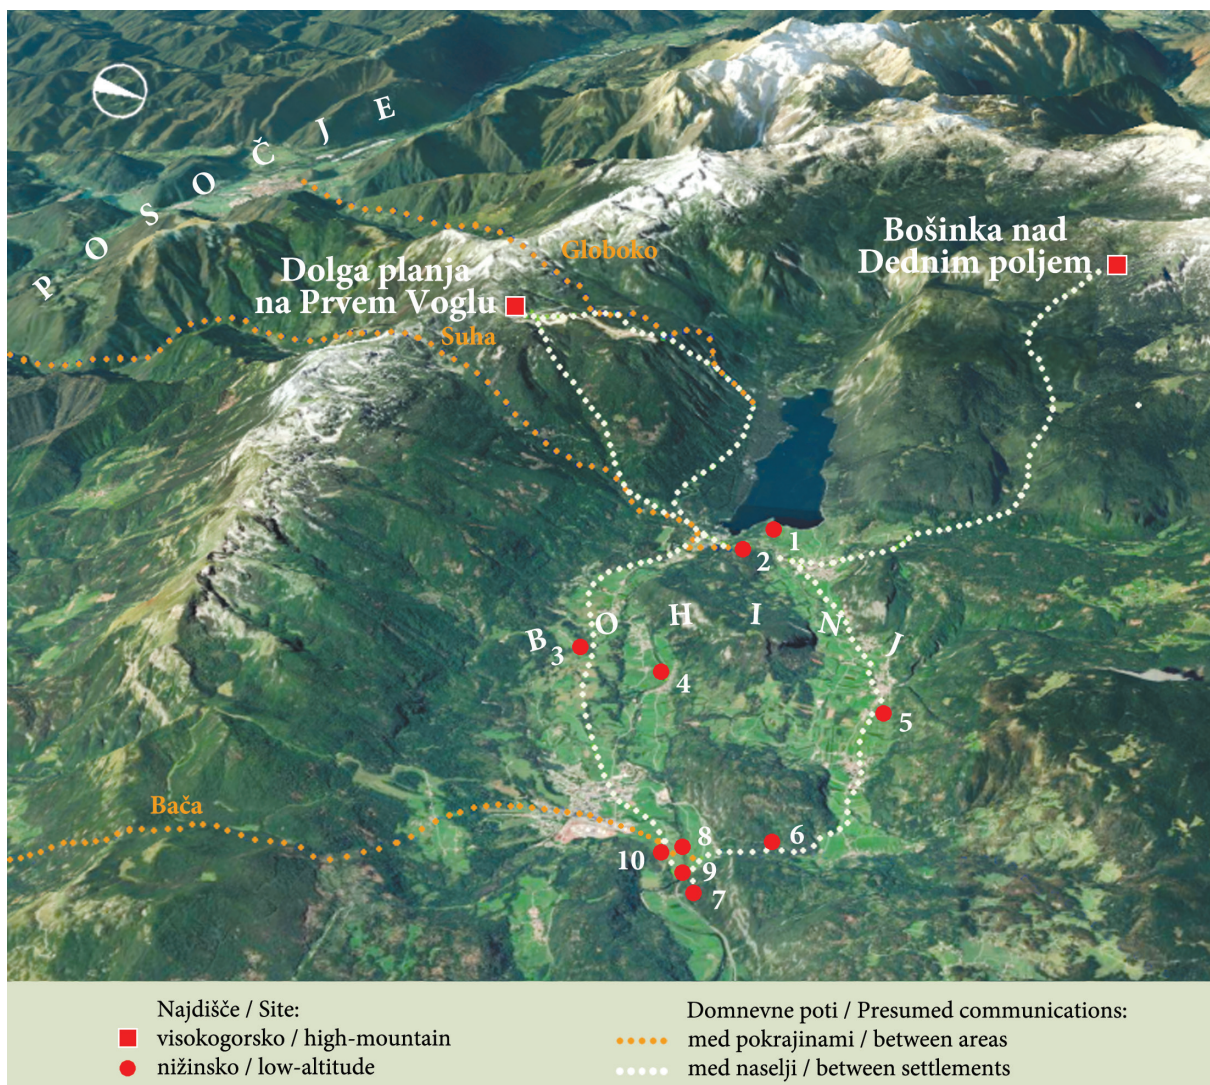 POSOČJE
Globoko
Bošinka nad
Dednim poljem
Dolga planja
na Prvem Voglu
Suha
1
2
BOHINJ
3
4
5
Bača
6
8
10
9
7
Najdišče / Site:
visokogorsko / high-mountain
nižinsko / low-altitude
Domnevne poti / Presumed communications:
med pokrajinami / between areas
med naselji / between settlements